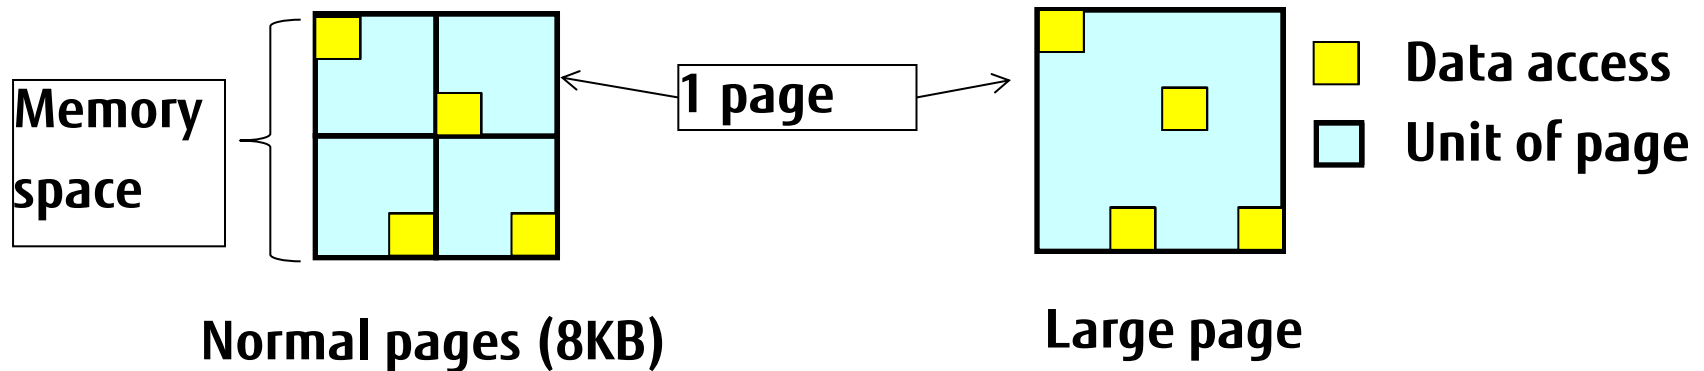 Memory
space
1 page
Data access
Unit of page
Normal pages (8KB)
Large page